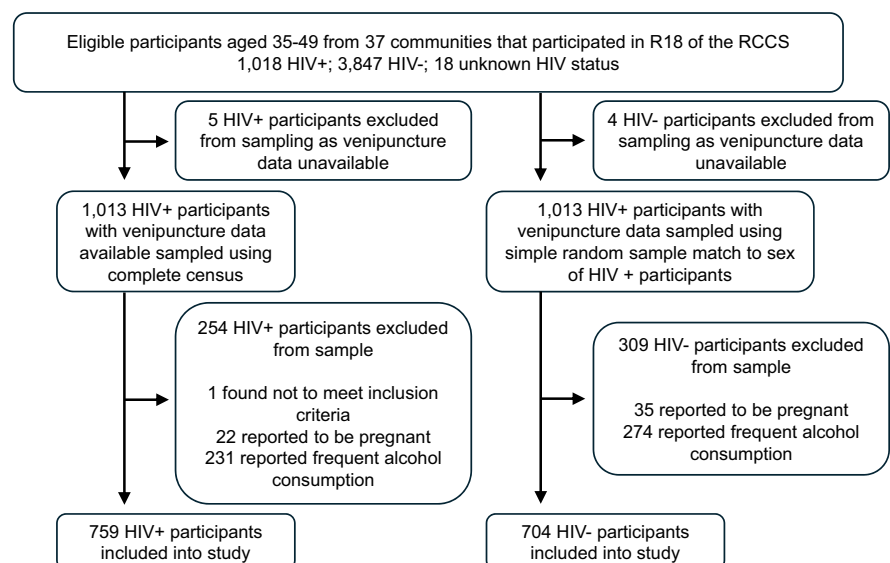 Eligible participants aged 35-49 from 37 communities that participated in R18 of the RCCS
1,018 HIV+; 3,847 HIV-; 18 unknown HIV status
5 HIV+ participants excluded
from sampling as venipuncture
data unavailable
4 HIV- participants excluded from
sampling as venipuncture data
unavailable
1,013 HIV+ participants
with venipuncture data
available sampled using
complete census
1,013 HIV+ participants with
venipuncture data sampled using
simple random sample match to sex
of HIV + participants
254 HIV+ participants excluded
from sample
1 found not to meet inclusion
criteria
22 reported to be pregnant
231 reported frequent alcohol
consumption
309 HIV- participants excluded
from sample
35 reported to be pregnant
274 reported frequent alcohol
consumption
759 HIV+ participants
included into study
704 HIV- participants
included into study